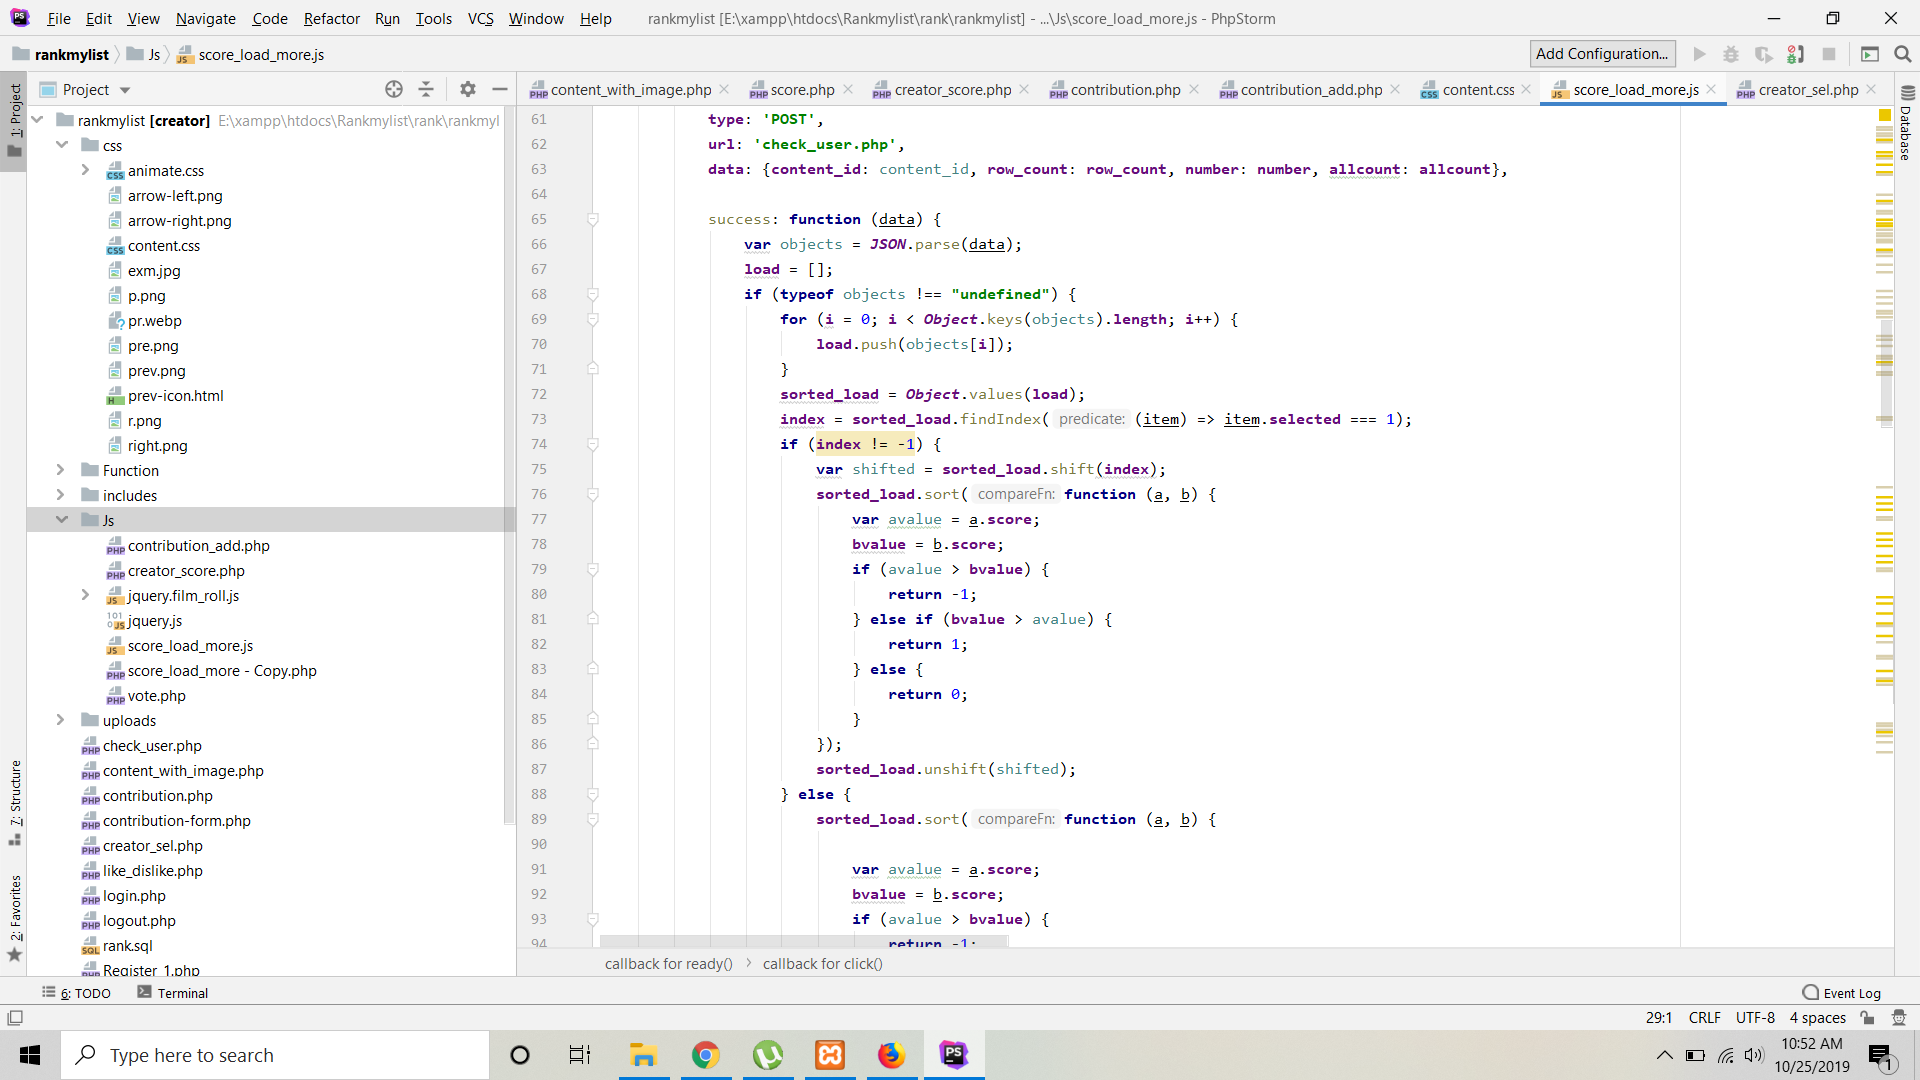 File Edit View Navigate Code Refactor Run Tools VCS Window Help rankmylist [E:\xampp\htdocs\Rankmylist\rank\rankmylist] - ...\Js\score_load_more.js - PhpStorm
rankmylist Js score_load_more.js Add Configuration...
Project
content_with_image.php score.php creator_score.php contribution.php contribution_add.php content.css score_load_more.js creator_sel.php
1: Project
7: Structure
2: Favorites
Database
rankmylist [creator] E:\xampp\htdocs\Rankmylist\rank\rankmyl
css
animate.css
arrow-left.png
arrow-right.png
content.css
exm.jpg
p.png
pr.webp
pre.png
prev.png
prev-icon.html
r.png
right.png
Function
includes
Js
contribution_add.php
creator_score.php
jquery.film_roll.js
jquery.js
score_load_more.js
score_load_more - Copy.php
vote.php
uploads
check_user.php
content_with_image.php
contribution.php
contribution-form.php
creator_sel.php
like_dislike.php
login.php
logout.php
rank.sql
Register_1.php
61 type: 'POST',
62 url: 'check_user.php',
63 data: {content_id: content_id, row_count: row_count, number: number, allcount: allcount},
64
65 success: function (data) {
66 var objects = JSON.parse(data);
67 load = [];
68 if (typeof objects !== "undefined") {
69 for (i = 0; i < Object.keys(objects).length; i++) {
70 load.push(objects[i]);
71 }
72 sorted_load = Object.values(load);
73 index = sorted_load.findIndex( predicate: (item) => item.selected === 1);
74 if (index != -1) {
75 var shifted = sorted_load.shift(index);
76 sorted_load.sort( compareFn: function (a, b) {
77 var avalue = a.score;
78 bvalue = b.score;
79 if (avalue > bvalue) {
80 return -1;
81 } else if (bvalue > avalue) {
82 return 1;
83 } else {
84 return 0;
85 }
86 });
87 sorted_load.unshift(shifted);
88 } else {
89 sorted_load.sort( compareFn: function (a, b) {
90
91 var avalue = a.score;
92 bvalue = b.score;
93 if (avalue > bvalue) {
94 return -1;
callback for ready() callback for click()
6: TODO Terminal Event Log
29:1 CRLF UTF-8 4 spaces
Type here to search
10:52 AM
10/25/2019
1